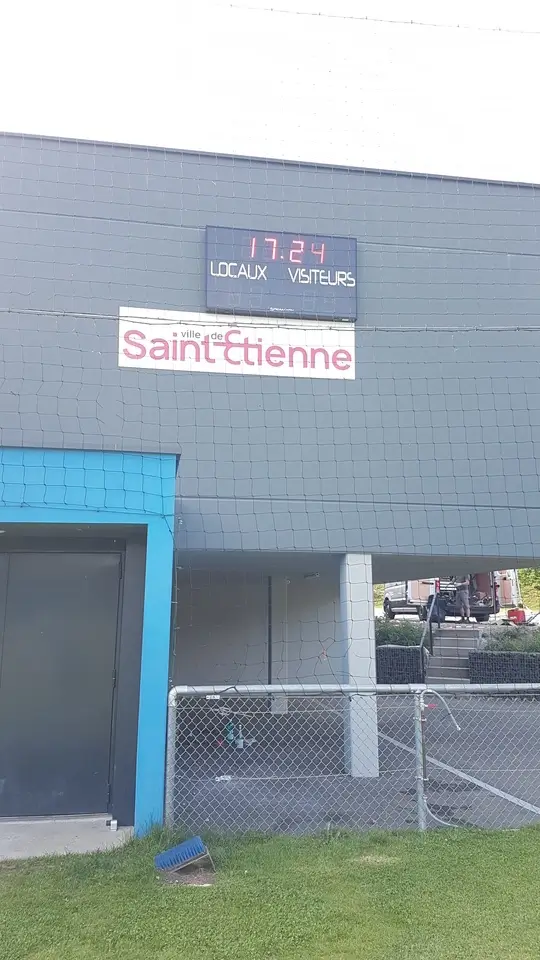 17.24
LOCAUX VISITEURS
ville de
Saint-Etienne